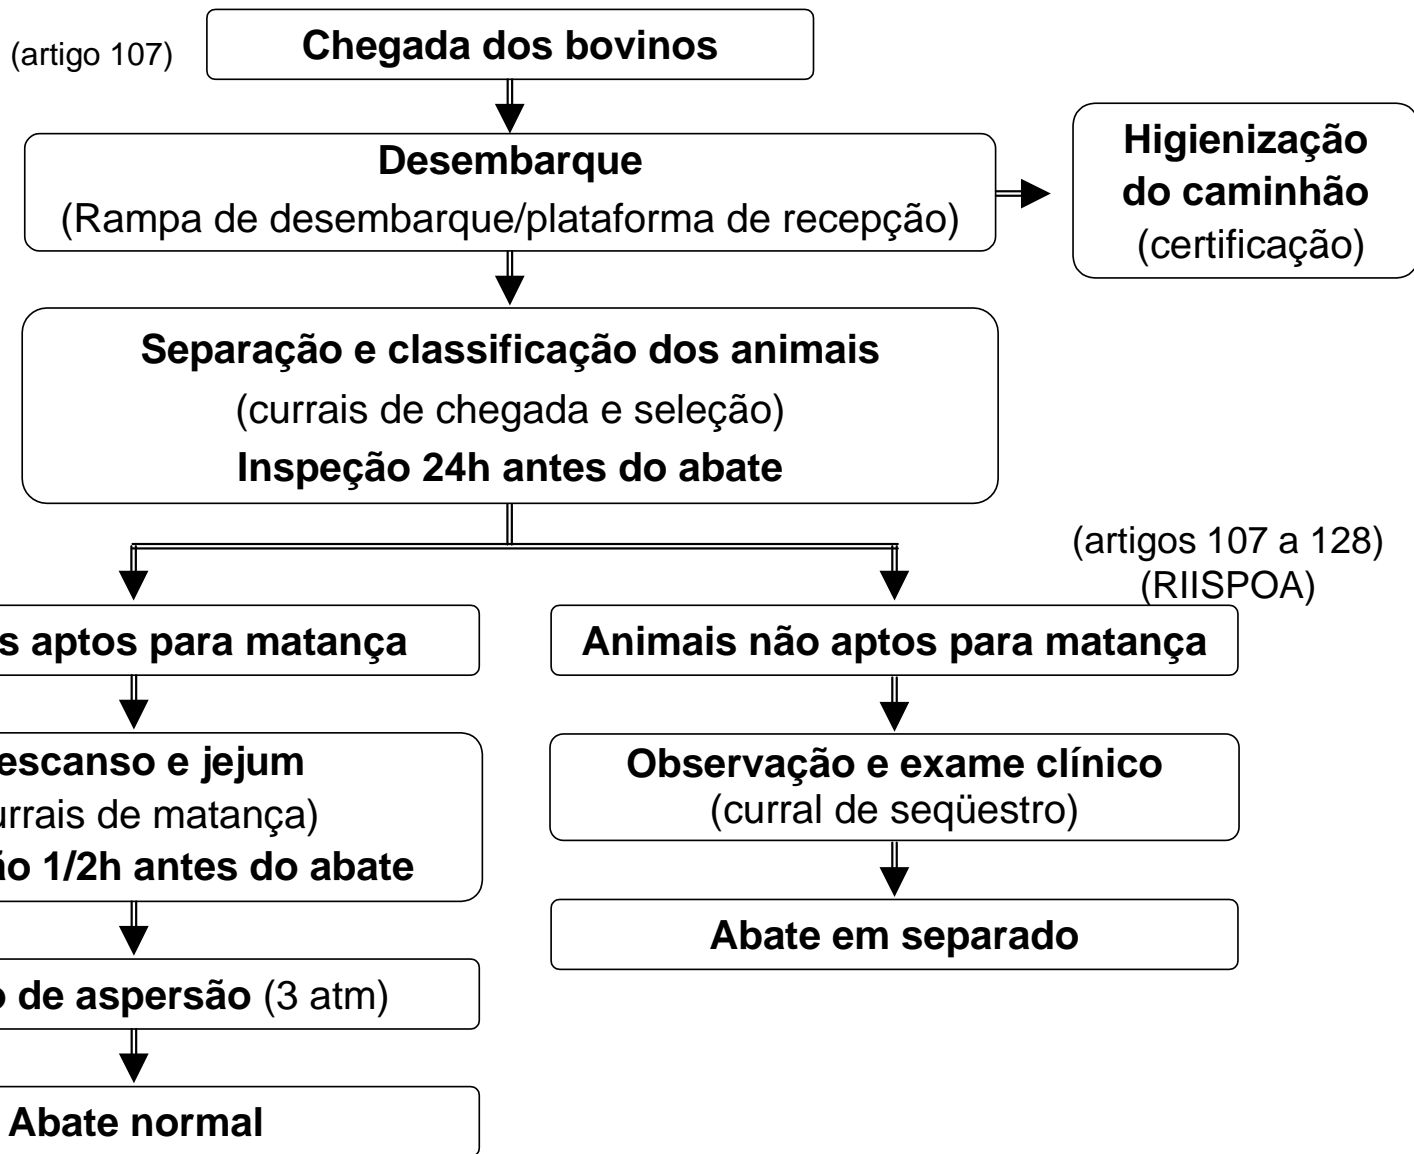 (artigo 107)
Chegada dos bovinos
Desembarque
(Rampa de desembarque/plataforma de recepção)
Higienização
do caminhão
(certificação)
Separação e classificação dos animais
(currais de chegada e seleção)
Inspeção 24h antes do abate
(artigos 107 a 128)
(RIISPOA)
s aptos para matança
Animais não aptos para matança
escanso e jejum
urrais de matança)
ão 1/2h antes do abate
Observação e exame clínico
(curral de seqüestro)
Abate em separado
o de aspersão (3 atm)
Abate normal